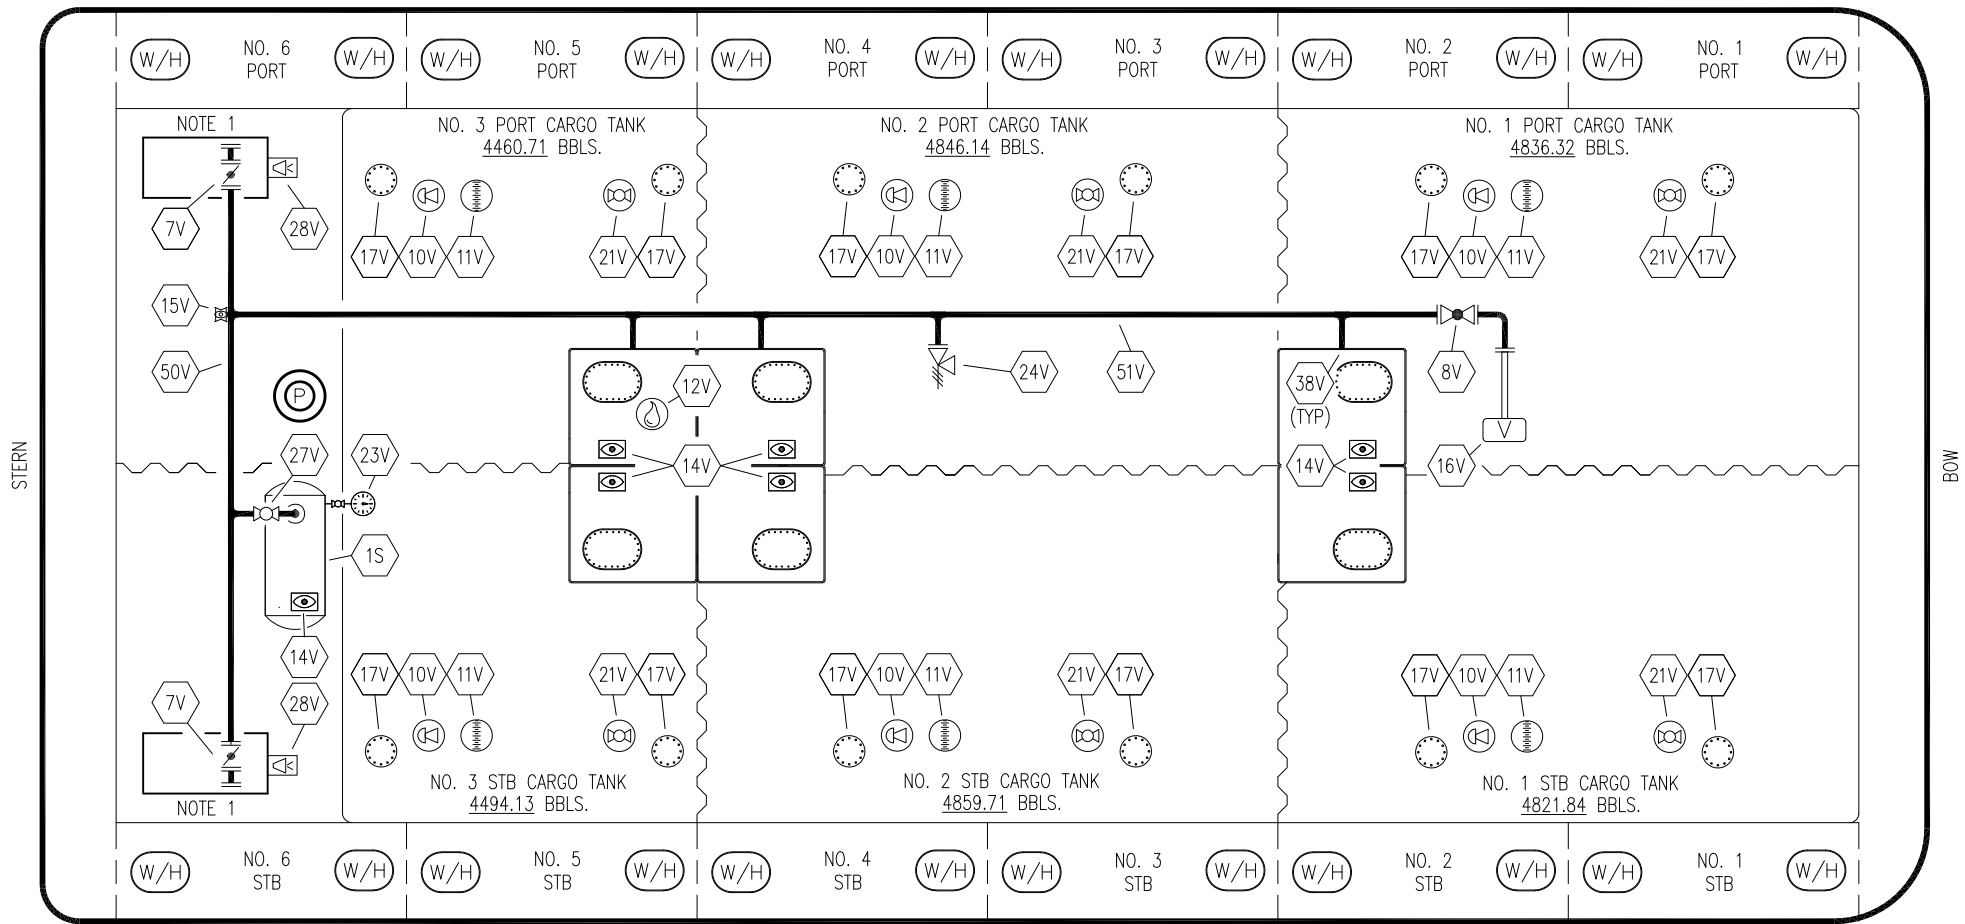 W/H
NO. 6
PORT
W/H
W/H
NO. 5
PORT
W/H
W/H
NO. 4
PORT
W/H
W/H
NO. 3
PORT
W/H
W/H
NO. 2
PORT
W/H
W/H
NO. 1
PORT
W/H
NOTE 1
NO. 3 PORT CARGO TANK
4460.71 BBLS.
NO. 2 PORT CARGO TANK
4846.14 BBLS.
NO. 1 PORT CARGO TANK
4836.32 BBLS.
7V
28V
17V
10V
11V
21V
17V
17V
10V
11V
21V
17V
17V
10V
11V
21V
17V
15V
50V
P
12V
24V
51V
38V
(TYP)
8V
V
STERN
27V
23V
14V
14V
16V
BOW
1S
14V
7V
28V
17V
10V
11V
21V
17V
17V
10V
11V
21V
17V
17V
10V
11V
21V
17V
NO. 3 STB CARGO TANK
4494.13 BBLS.
NO. 2 STB CARGO TANK
4859.71 BBLS.
NO. 1 STB CARGO TANK
4821.84 BBLS.
NOTE 1
W/H
NO. 6
STB
W/H
W/H
NO. 5
STB
W/H
W/H
NO. 4
STB
W/H
W/H
NO. 3
STB
W/H
W/H
NO. 2
STB
W/H
W/H
NO. 1
STB
W/H